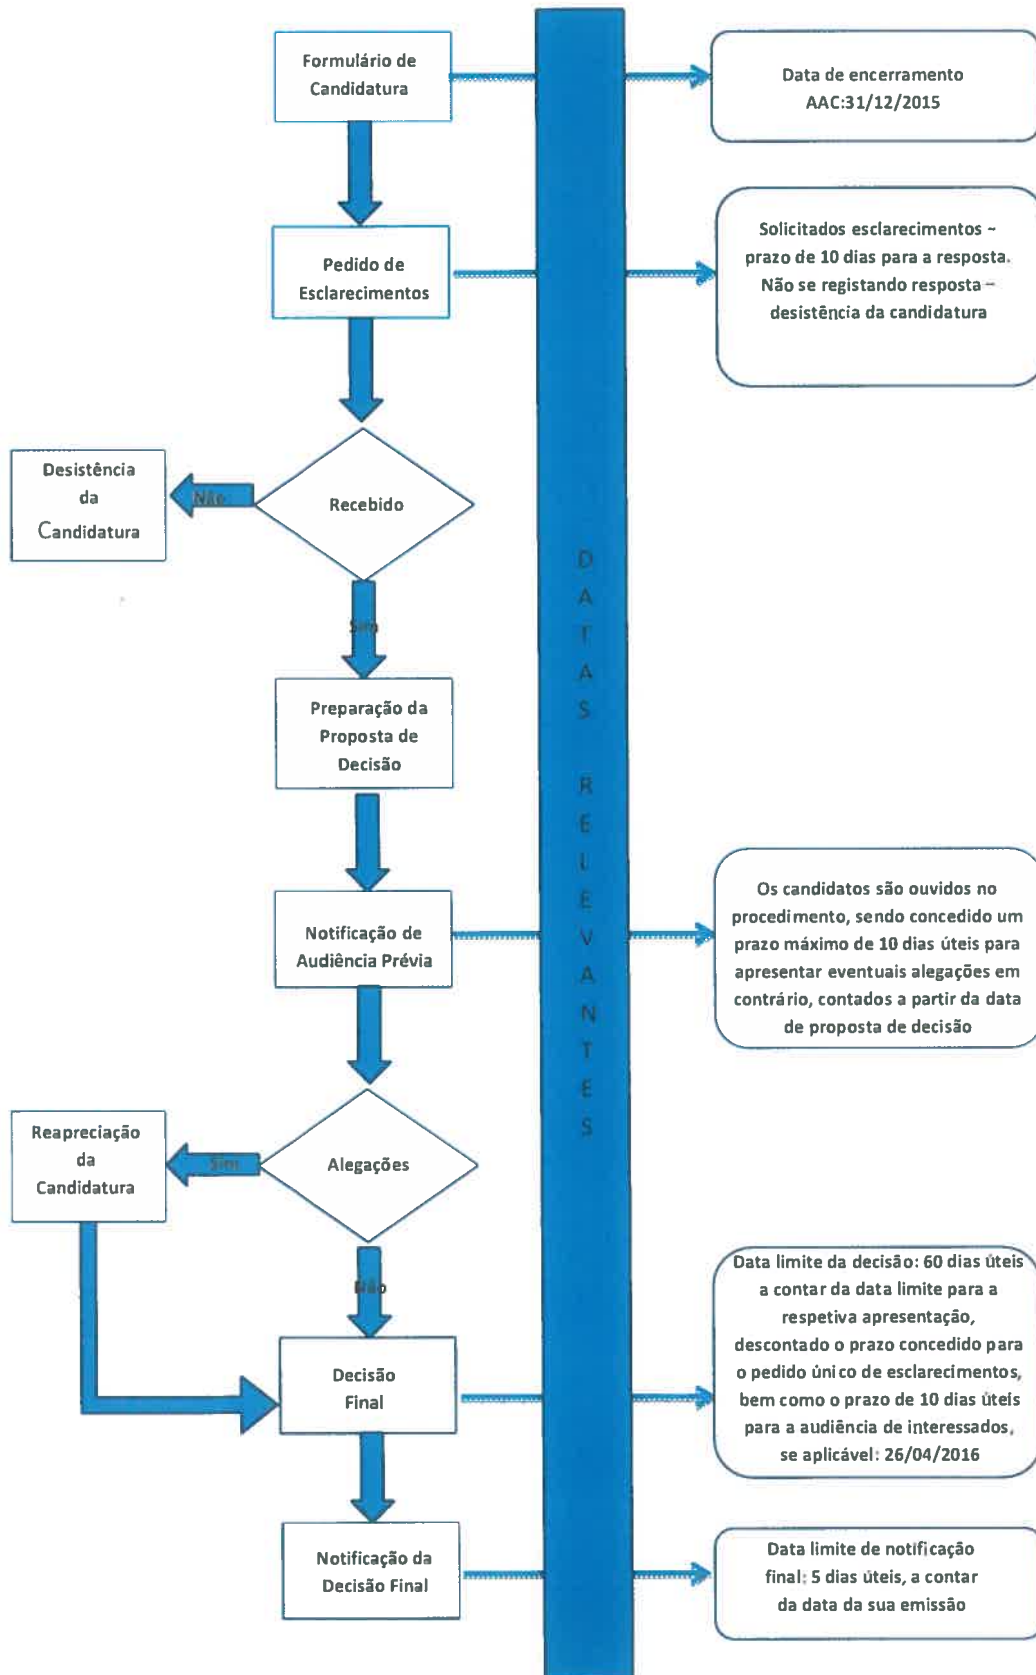 Formulário de
Candidatura
Data de encerramento
AAC:31/12/2015
Pedido de
Esclarecimentos
Solicitados esclarecimentos –
prazo de 10 dias para a resposta.
Não se registando resposta –
desistência da candidatura
Recebido
Não
Desistência
da
Candidatura
Sim
Preparação da
Proposta de
Decisão
DATAS RELEVANTES
Notificação de
Audiência Prévia
Os candidatos são ouvidos no
procedimento, sendo concedido um
prazo máximo de 10 dias úteis para
apresentar eventuais alegações em
contrário, contados a partir da data
de proposta de decisão
Alegações
Sim
Reapreciação
da
Candidatura
Não
Decisão
Final
Data limite da decisão: 60 dias úteis
a contar da data limite para a
respetiva apresentação,
descontado o prazo concedido para
o pedido único de esclarecimentos,
bem como o prazo de 10 dias úteis
para a audiência de interessados,
se aplicável: 26/04/2016
Notificação da
Decisão Final
Data limite de notificação
final: 5 dias úteis, a contar
da data da sua emissão